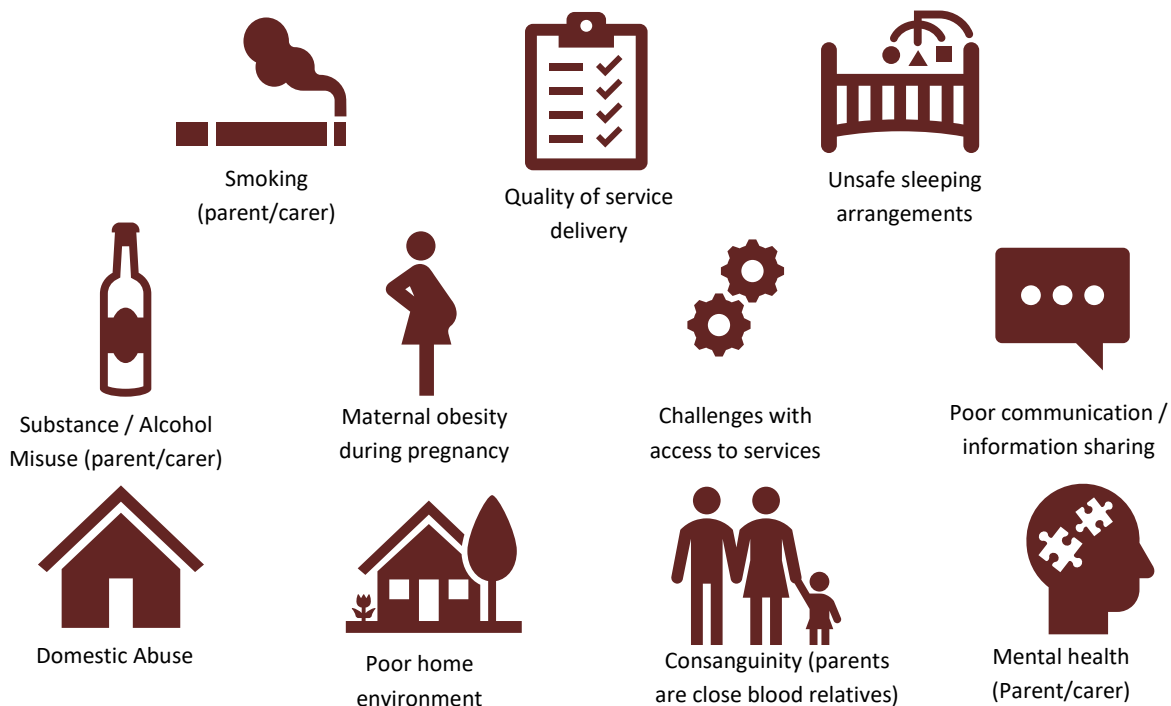 Smoking
(parent/carer)
Quality of service
delivery
Unsafe sleeping
arrangements
Substance / Alcohol
Misuse (parent/carer)
Maternal obesity
during pregnancy
Challenges with
access to services
Poor communication /
information sharing
Domestic Abuse
Poor home
environment
Consanguinity (parents
are close blood relatives)
Mental health
(Parent/carer)